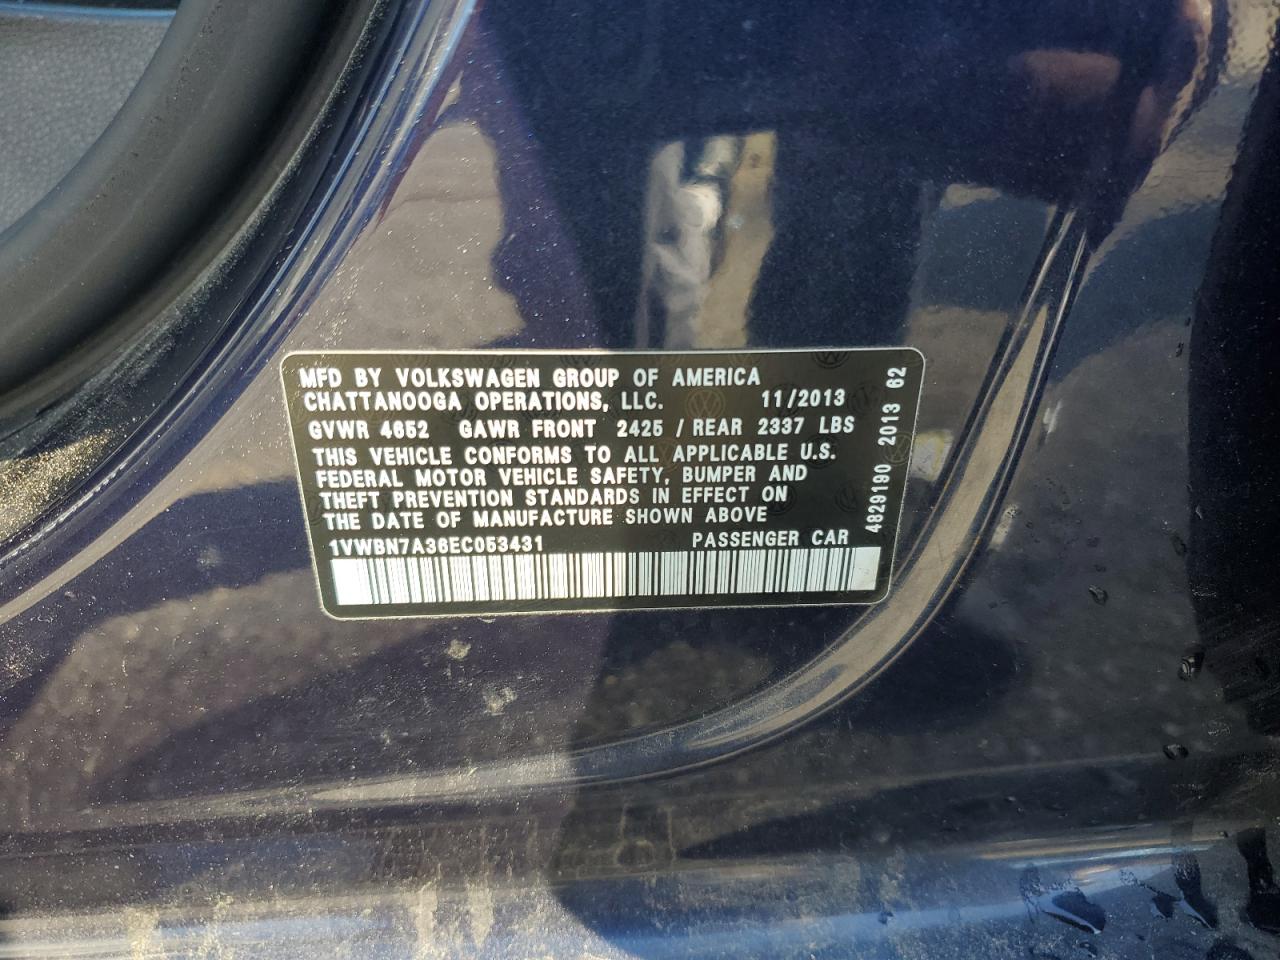 MFD BY VOLKSWAGEN GROUP OF AMERICA
CHATTANOOGA OPERATIONS, LLC. 11/2013
GVWR 4652 GAWR FRONT 2425 / REAR 2337 LBS
THIS VEHICLE CONFORMS TO ALL APPLICABLE U.S.
FEDERAL MOTOR VEHICLE SAFETY, BUMPER AND
THEFT PREVENTION STANDARDS IN EFFECT ON
THE DATE OF MANUFACTURE SHOWN ABOVE
1VWBN7A36EC053431 PASSENGER CAR
4829190 2013 62